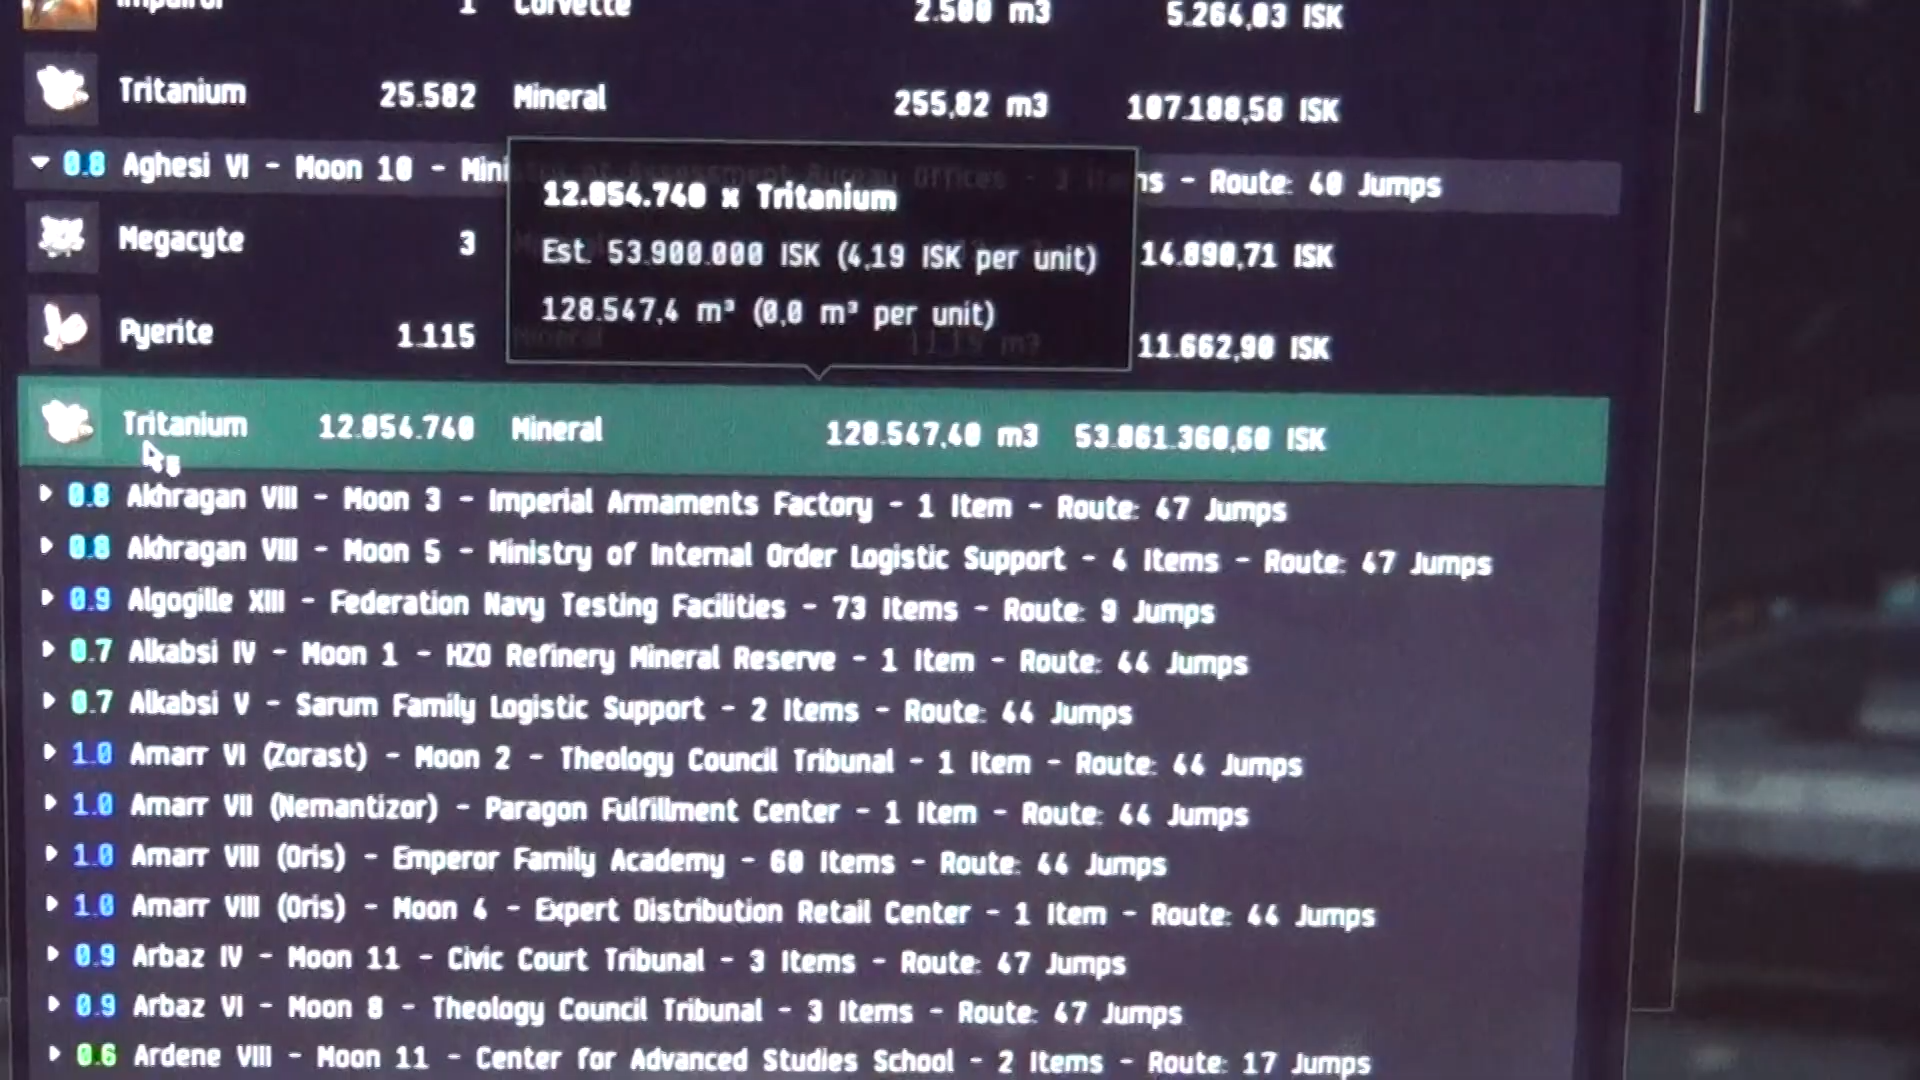 Impairor 1 Corvette 2.500 m3 5.264,03 ISK
Tritanium 25.582 Mineral 255,82 m3 107.188,58 ISK
0.8 Aghesi VI - Moon 10 - Ministry of Assessment Bureau Offices - 3 Items - Route: 40 Jumps
12.854.740 x Tritanium
Est. 53.900.000 ISK (4,19 ISK per unit)
128.547,4 m³ (0,0 m³ per unit)
Megacyte 3 14.890,71 ISK
Pyerite 1.115 Mineral 11,15 m3 11.662,90 ISK
Tritanium 12.854.740 Mineral 128.547,40 m3 53.861.360,60 ISK
0.8 Akhragan VIII - Moon 3 - Imperial Armaments Factory - 1 Item - Route: 47 Jumps
0.8 Akhragan VIII - Moon 5 - Ministry of Internal Order Logistic Support - 4 Items - Route: 47 Jumps
0.9 Algogille XIII - Federation Navy Testing Facilities - 73 Items - Route: 9 Jumps
0.7 Alkabsi IV - Moon 1 - HZO Refinery Mineral Reserve - 1 Item - Route: 44 Jumps
0.7 Alkabsi V - Sarum Family Logistic Support - 2 Items - Route: 44 Jumps
1.0 Amarr VI (Zorast) - Moon 2 - Theology Council Tribunal - 1 Item - Route: 44 Jumps
1.0 Amarr VII (Nemantizor) - Paragon Fulfillment Center - 1 Item - Route: 44 Jumps
1.0 Amarr VIII (Oris) - Emperor Family Academy - 60 Items - Route: 44 Jumps
1.0 Amarr VIII (Oris) - Moon 4 - Expert Distribution Retail Center - 1 Item - Route: 44 Jumps
0.9 Arbaz IV - Moon 11 - Civic Court Tribunal - 3 Items - Route: 47 Jumps
0.9 Arbaz VI - Moon 8 - Theology Council Tribunal - 3 Items - Route: 47 Jumps
0.6 Ardene VIII - Moon 11 - Center for Advanced Studies School - 2 Items - Route: 17 Jumps